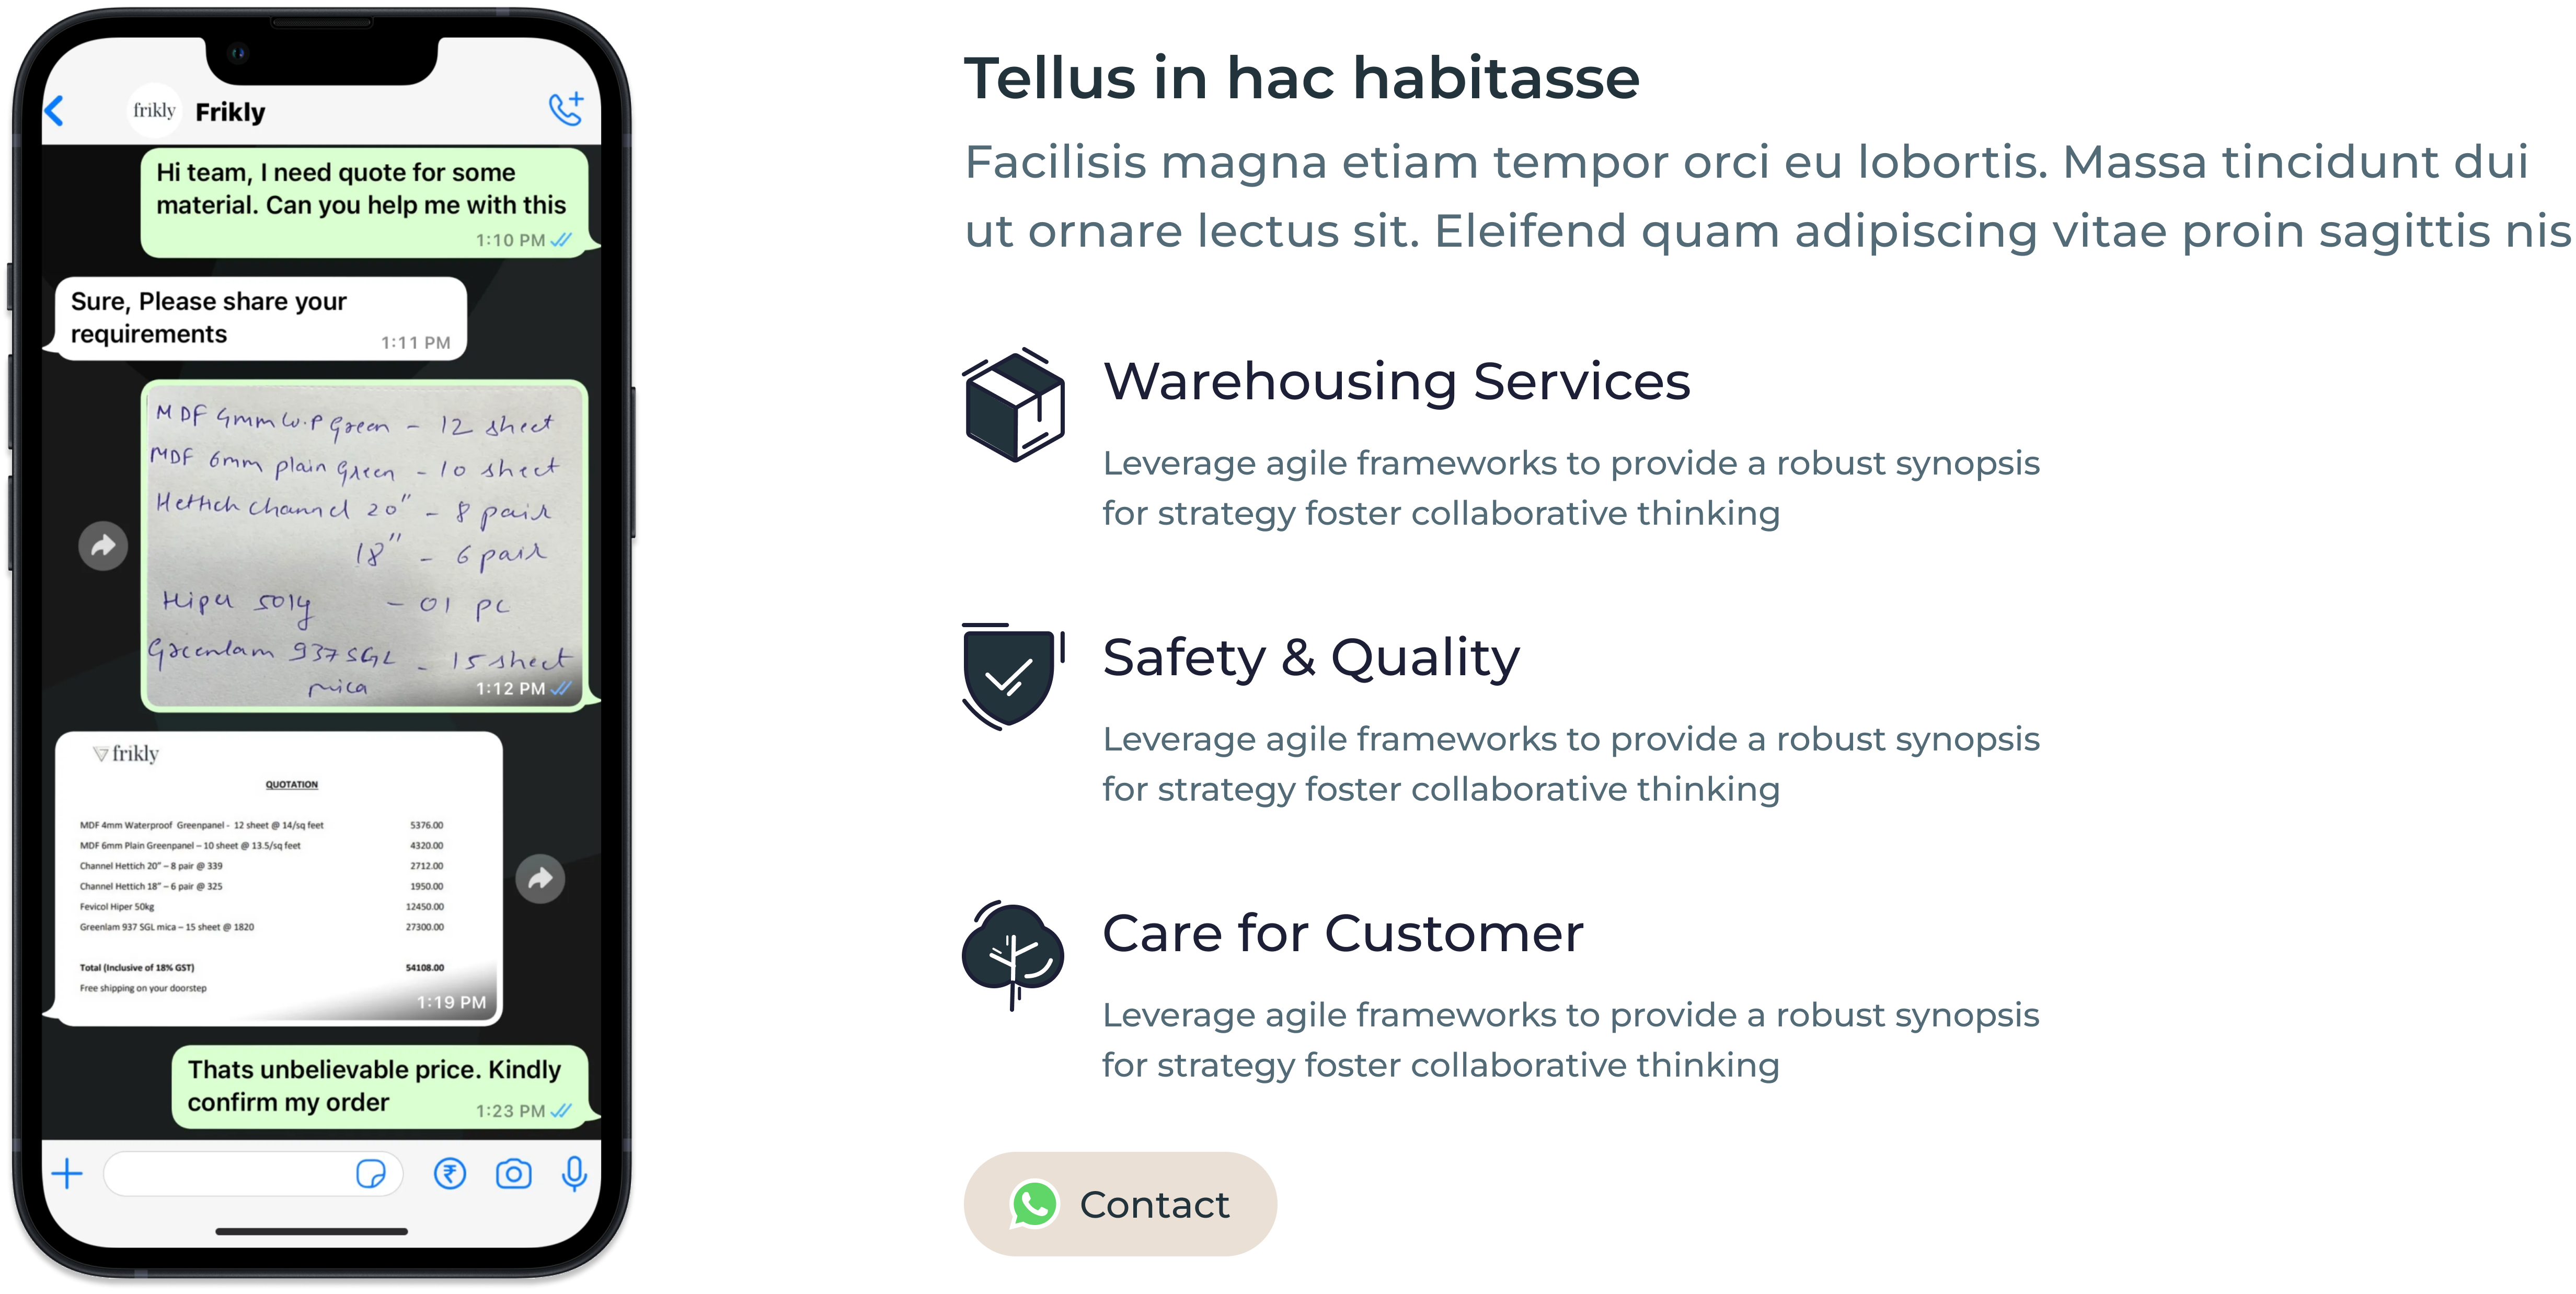 frikly Frikly
Hi team, I need quote for some
material. Can you help me with this
1:10 PM
Sure, Please share your
requirements
1:11 PM
MDF 4mm W.P Green - 12 sheet
MDF 6mm plain Green - 10 sheet
Hettich channel 20" - 8 pair
18" - 6 pair
Hiper 50kg - 01 pc
Greenlam 937 SGL - 15 sheet
mica
1:12 PM
frikly
QUOTATION
MDF 4mm Waterproof Greenpanel - 12 sheet @ 14/sq feet 5376.00
MDF 6mm Plain Greenpanel – 10 sheet @ 13.5/sq feet 4320.00
Channel Hettich 20" – 8 pair @ 339 2712.00
Channel Hettich 18" – 6 pair @ 325 1950.00
Fevicol Hiper 50kg 12450.00
Greenlam 937 SGL mica – 15 sheet @ 1820 27300.00
Total (Inclusive of 18% GST) 54108.00
Free shipping on your doorstep
1:19 PM
Thats unbelievable price. Kindly
confirm my order
1:23 PM
Tellus in hac habitasse
Facilisis magna etiam tempor orci eu lobortis. Massa tincidunt dui
ut ornare lectus sit. Eleifend quam adipiscing vitae proin sagittis nis
Warehousing Services
Leverage agile frameworks to provide a robust synopsis
for strategy foster collaborative thinking
Safety & Quality
Leverage agile frameworks to provide a robust synopsis
for strategy foster collaborative thinking
Care for Customer
Leverage agile frameworks to provide a robust synopsis
for strategy foster collaborative thinking
Contact